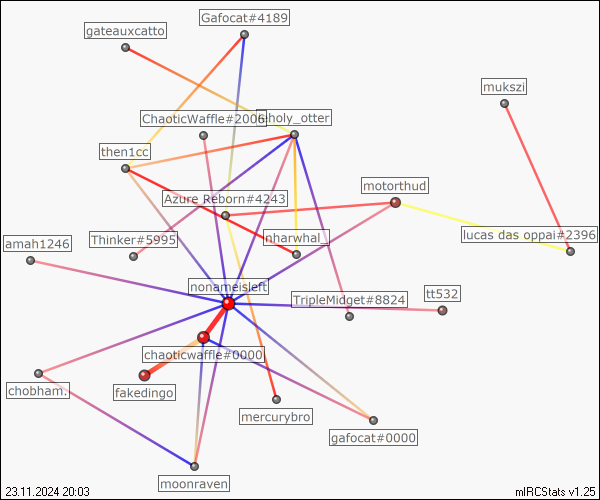 Gafocat#4189
gateauxcatto
mukszi
ChaoticWaffle#2006
holy_otter
then1cc
motorthud
Azure Reborn#4243
lucas das oppai#2396
amah1246
Thinker#5995
nharwhal_
nonameisleft
tt532
TripleMidget#8824
chaoticwaffle#0000
chobham.
fakedingo
mercurybro
gafocat#0000
moonraven
23.11.2024 20:03
mIRCStats v1.25